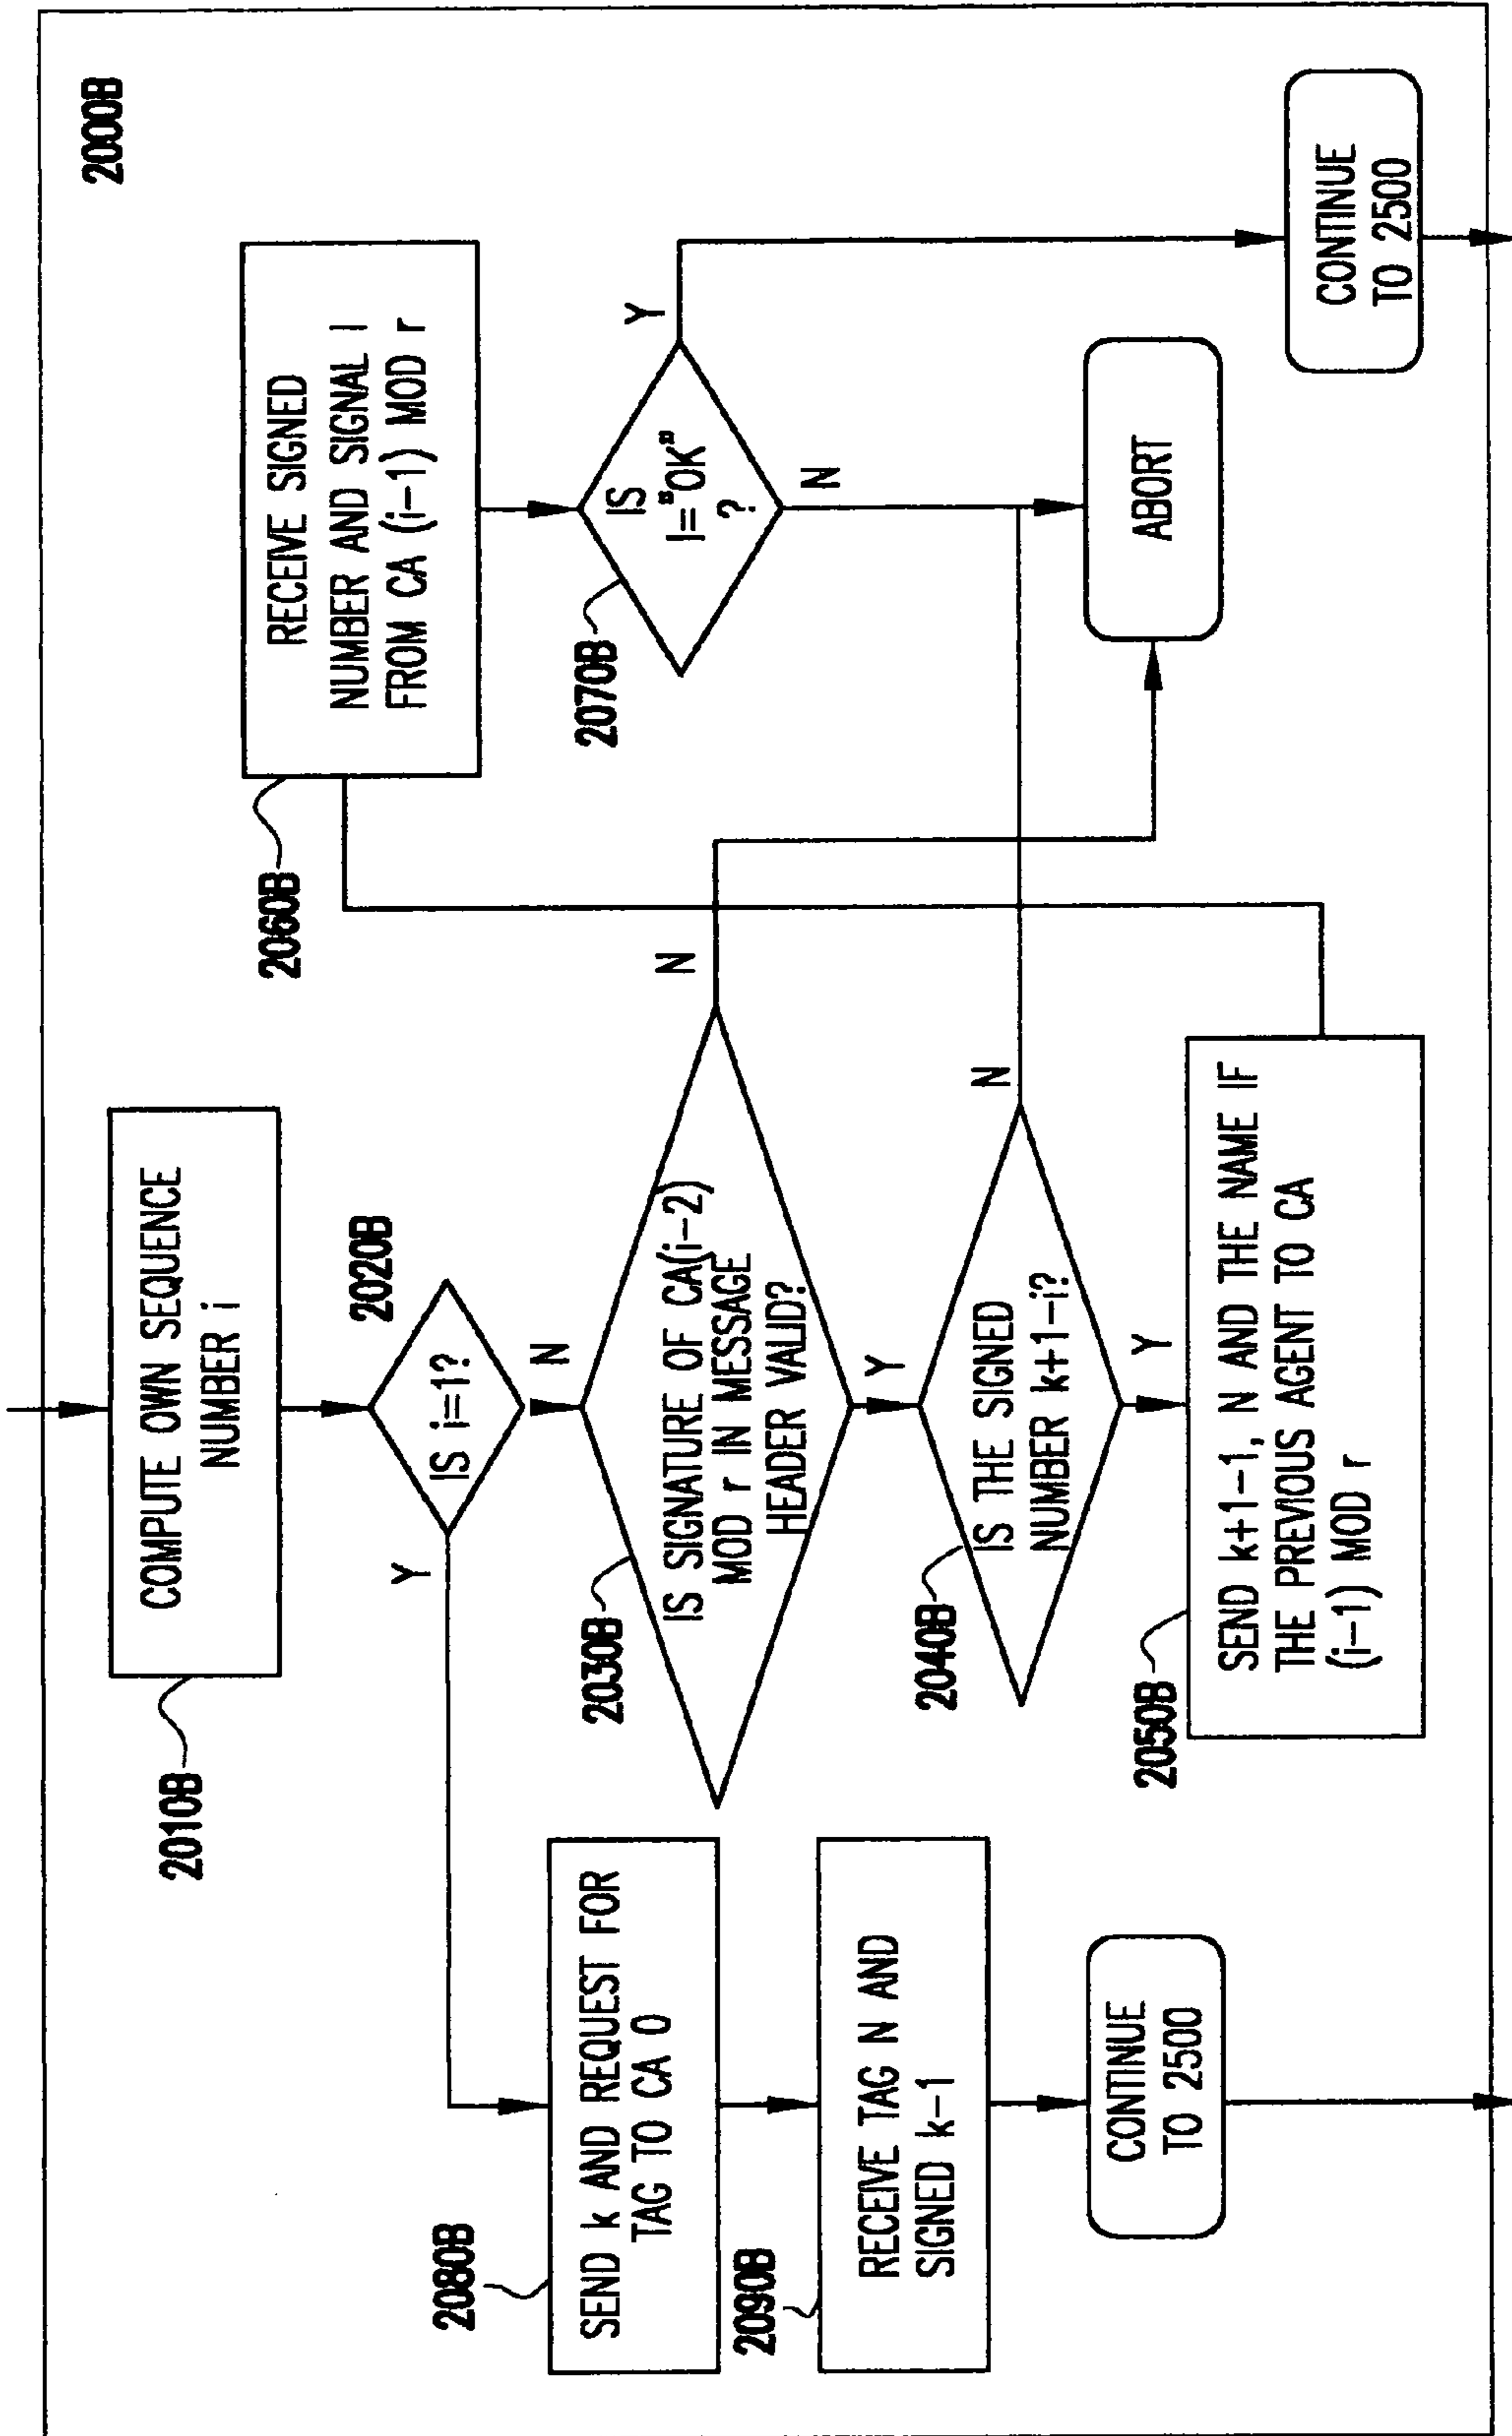 2000B
2010B
COMPUTE OWN SEQUENCE
NUMBER i
2020B
IS i=1?
Y
N
2080B
SEND k AND REQUEST FOR
TAG TO CA 0
2090B
RECEIVE TAG N AND
SIGNED k-1
CONTINUE
TO 2500
2030B
IS SIGNATURE OF CA(i-2)
MOD r IN MESSAGE
HEADER VALID?
N
Y
2040B
IS THE SIGNED
NUMBER k+1-i?
N
Y
2050B
SEND k+1-1, N AND THE NAME IF
THE PREVIOUS AGENT TO CA
(i-1) MOD r
2060B
RECEIVE SIGNED
NUMBER AND SIGNAL I
FROM CA (i-1) MOD r
2070B
IS
I="OK"
?
Y
N
ABORT
CONTINUE
TO 2500